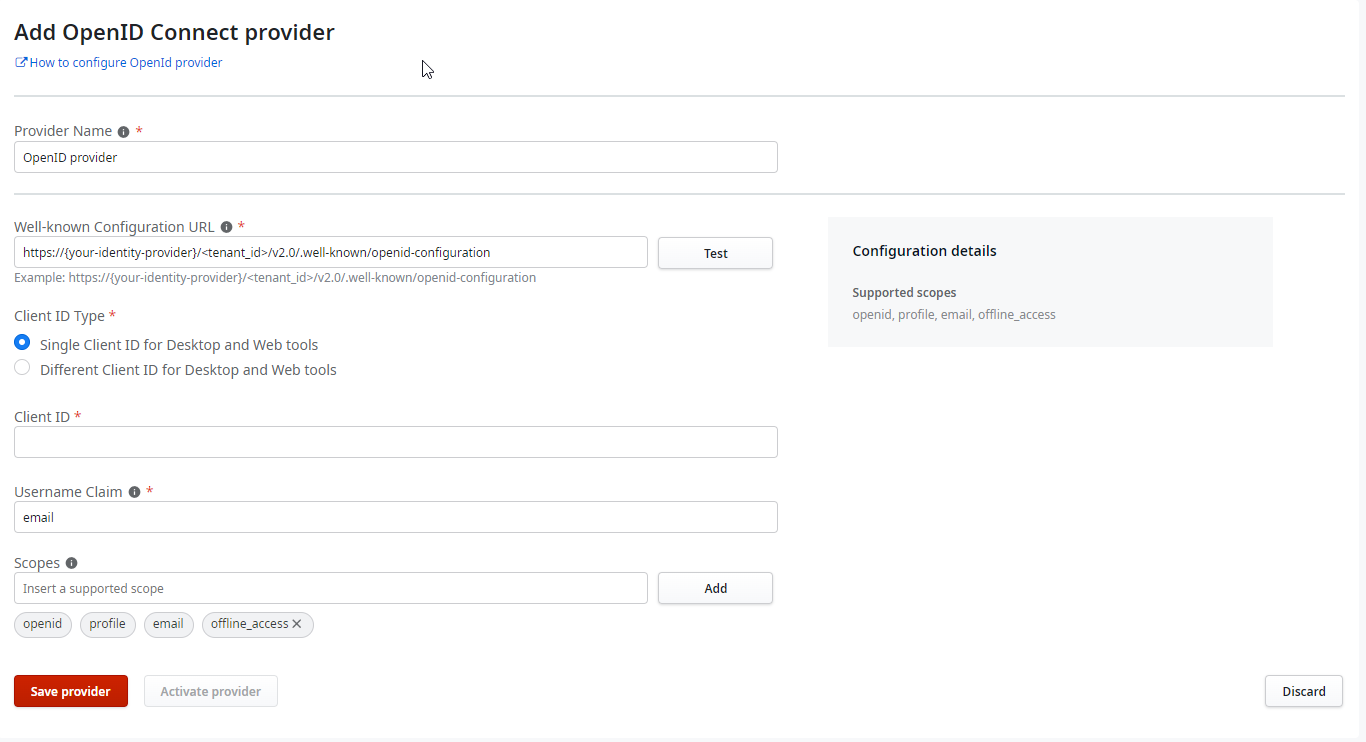 Add OpenID Connect provider
How to configure OpenId provider
Provider Name *
OpenID provider
Well-known Configuration URL *
https://{your-identity-provider}/<tenant_id>/v2.0/.well-known/openid-configuration
Test
Example: https://{your-identity-provider}/<tenant_id>/v2.0/.well-known/openid-configuration
Configuration details
Supported scopes
openid, profile, email, offline_access
Client ID Type *
Single Client ID for Desktop and Web tools
Different Client ID for Desktop and Web tools
Client ID *
Username Claim *
email
Scopes
Insert a supported scope
Add
openid profile email offline_access
Save provider Activate provider Discard